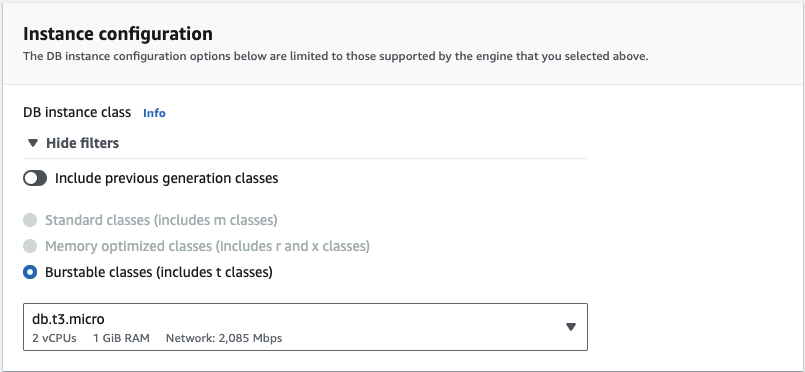 Instance configuration
The DB instance configuration options below are limited to those supported by the engine that you selected above.
DB instance class Info
Hide filters
Include previous generation classes
Standard classes (includes m classes)
Memory optimized classes (includes r and x classes)
Burstable classes (includes t classes)
db.t3.micro
2 vCPUs 1 GiB RAM Network: 2,085 Mbps